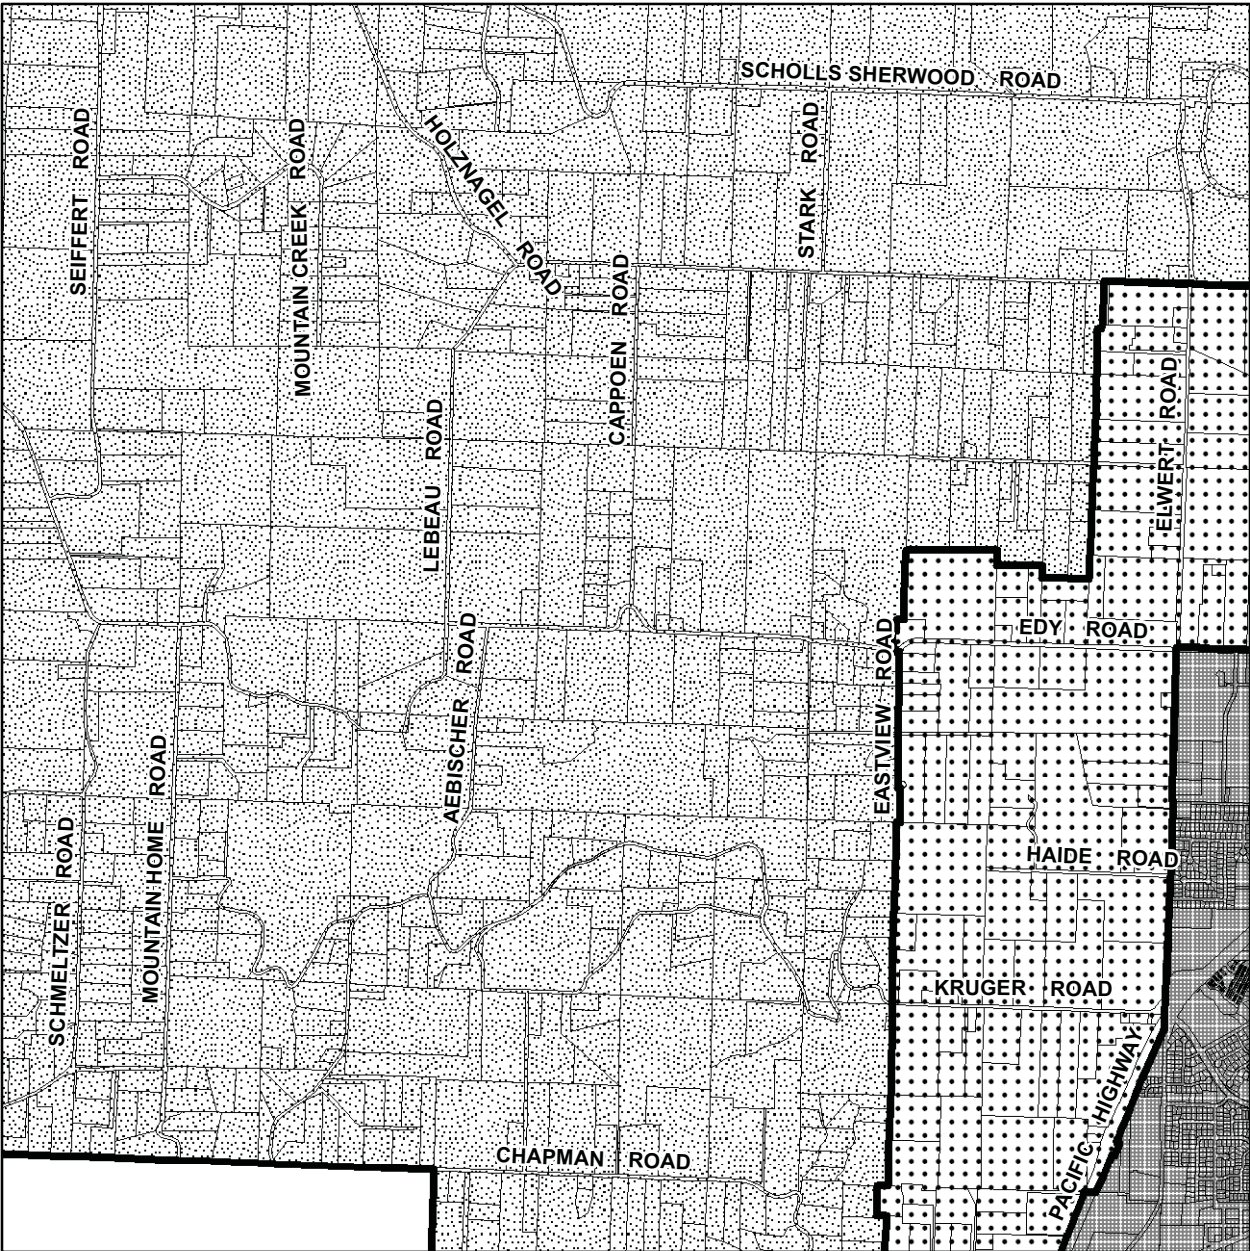 SCHOLLS SHERWOOD ROAD
SEIFFERT ROAD
MOUNTAIN CREEK ROAD
HOLZNAGEL ROAD
STARK ROAD
CAPPOEN ROAD
LEBEAU ROAD
ELWERT ROAD
EDY ROAD
AEBISCHER ROAD
EASTVIEW ROAD
MOUNTAIN HOME ROAD
SCHMELTZER ROAD
HAIDE ROAD
KRUGER ROAD
PACIFIC HIGHWAY
CHAPMAN ROAD